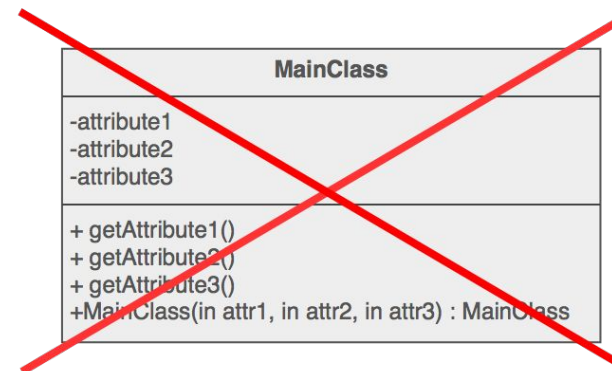 MainClass
-attribute1
-attribute2
-attribute3
+ getAttribute1()
+ getAttribute2()
+ getAttribute3()
+MainClass(in attr1, in attr2, in attr3) : MainClass